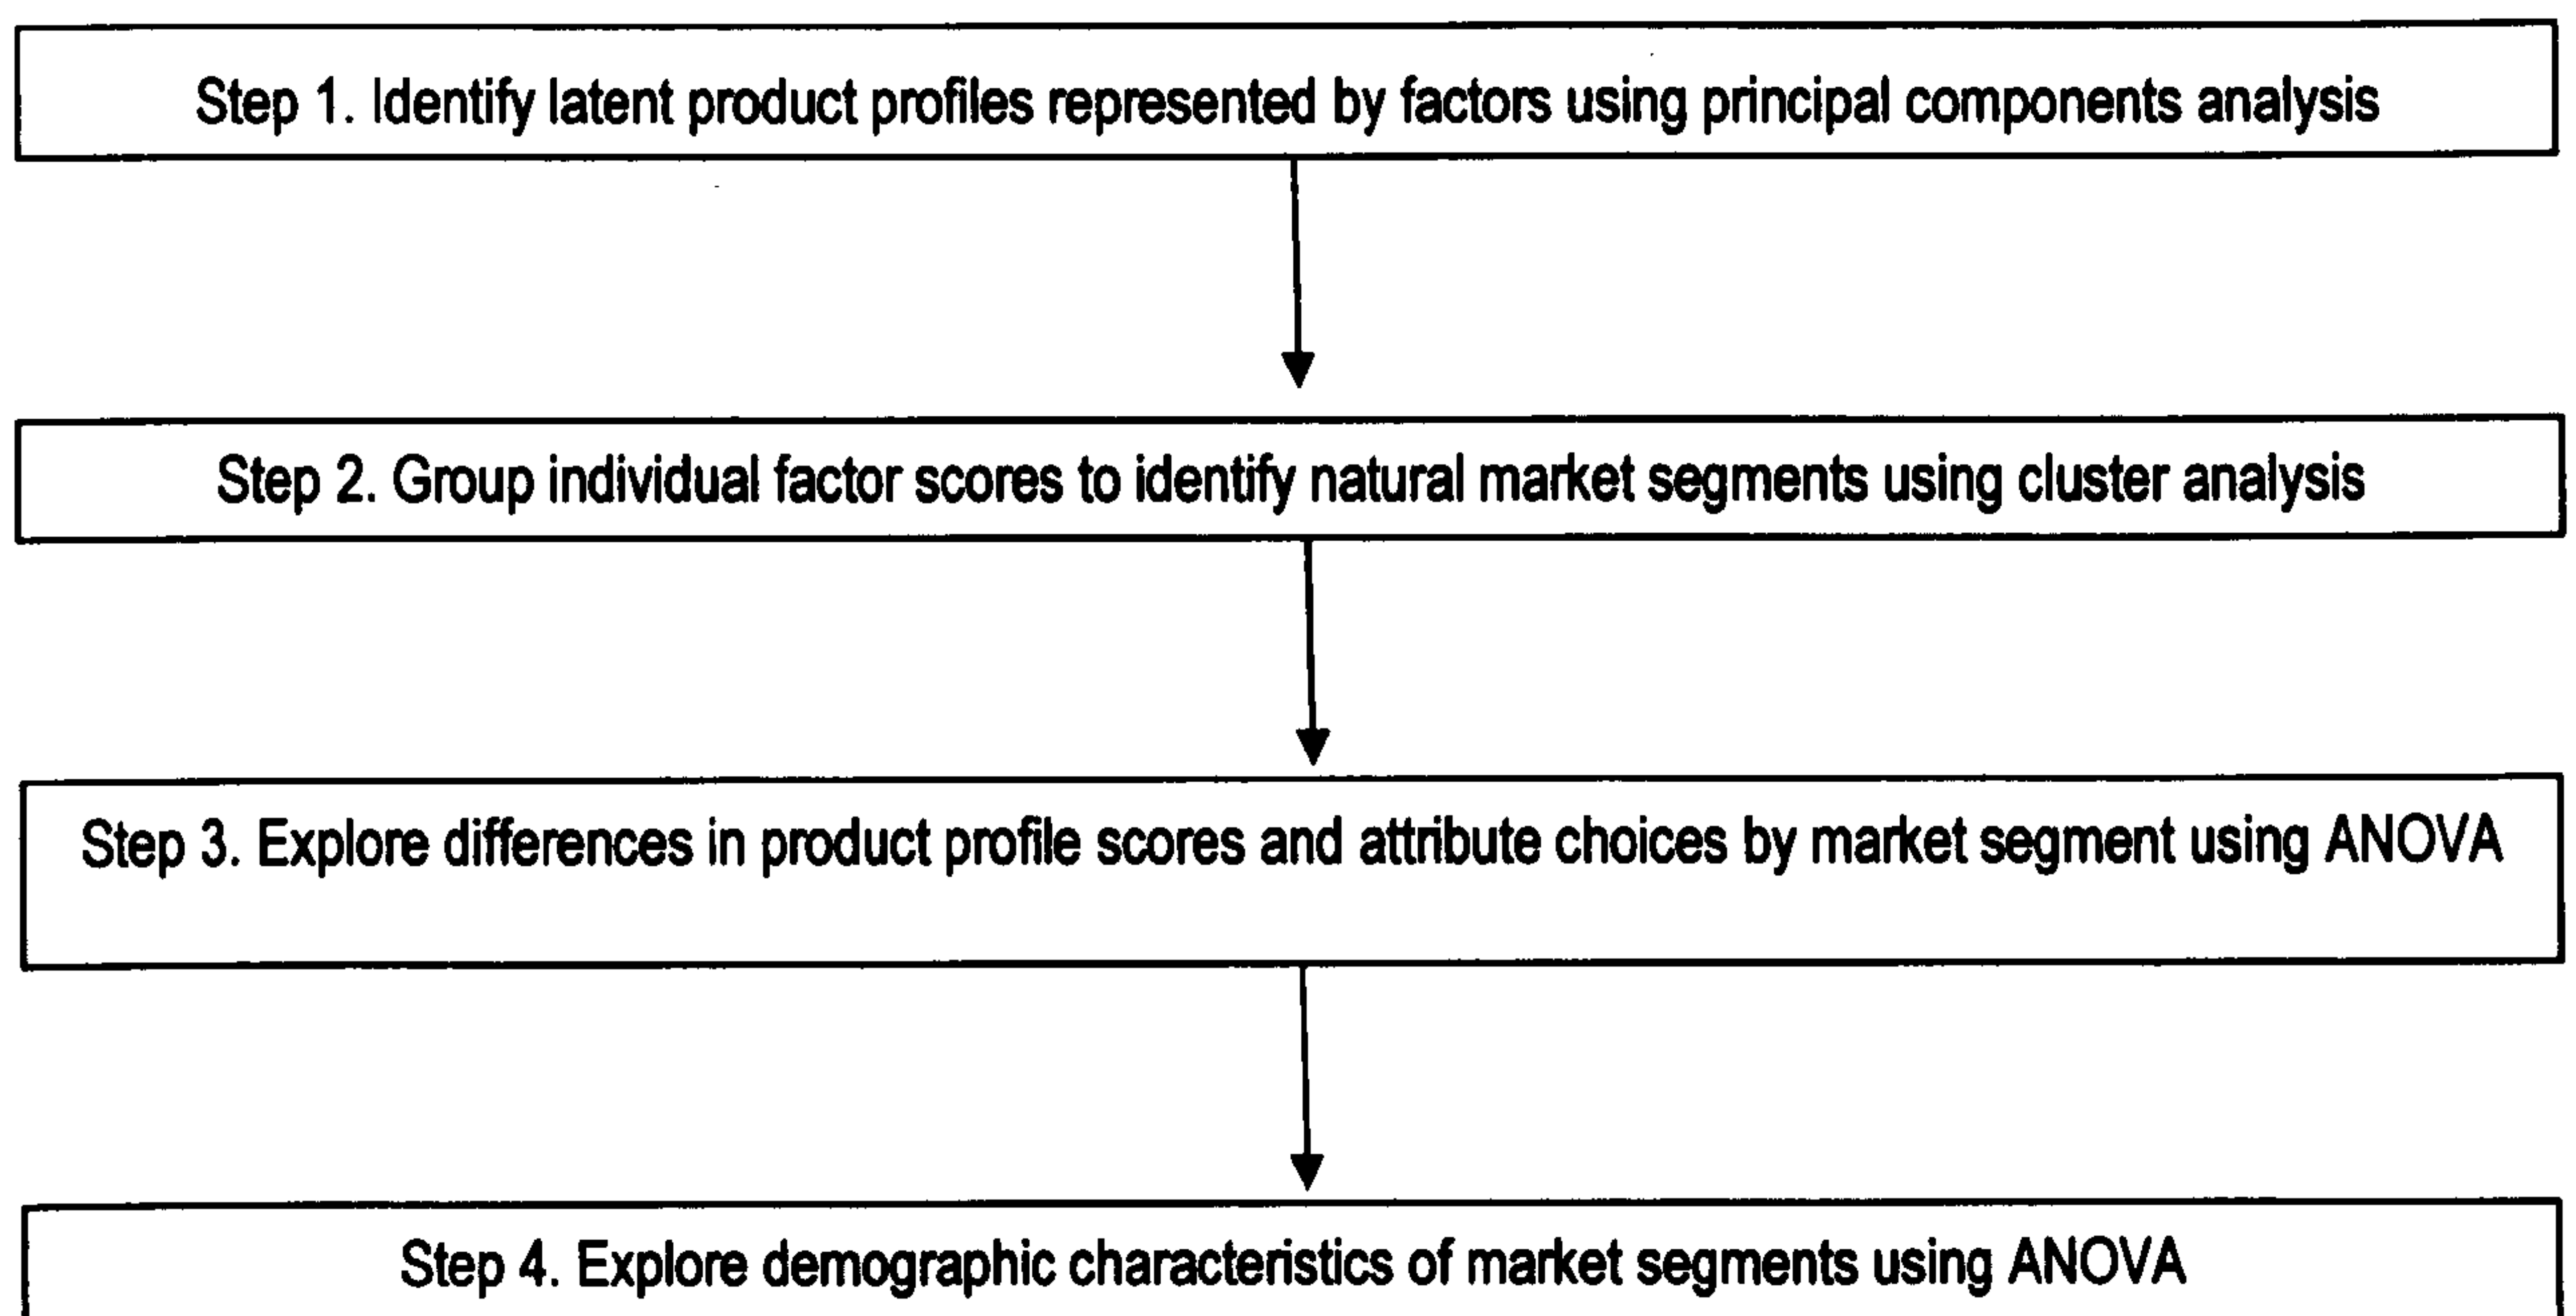 Step 1. Identify latent product profiles represented by factors using principal components analysis
Step 2. Group individual factor scores to identify natural market segments using cluster analysis
Step 3. Explore differences in product profile scores and attribute choices by market segment using ANOVA
Step 4. Explore demographic characteristics of market segments using ANOVA